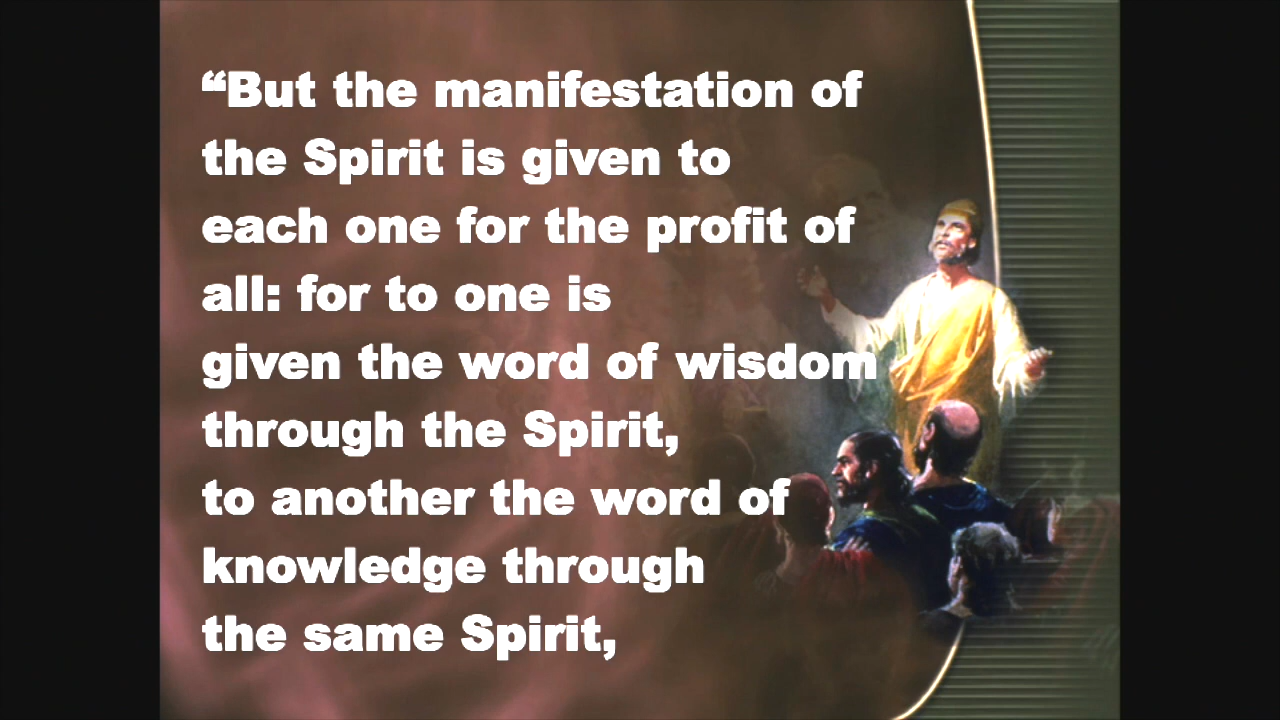 “But the manifestation of
the Spirit is given to
each one for the profit of
all: for to one is
given the word of wisdom
through the Spirit,
to another the word of
knowledge through
the same Spirit,